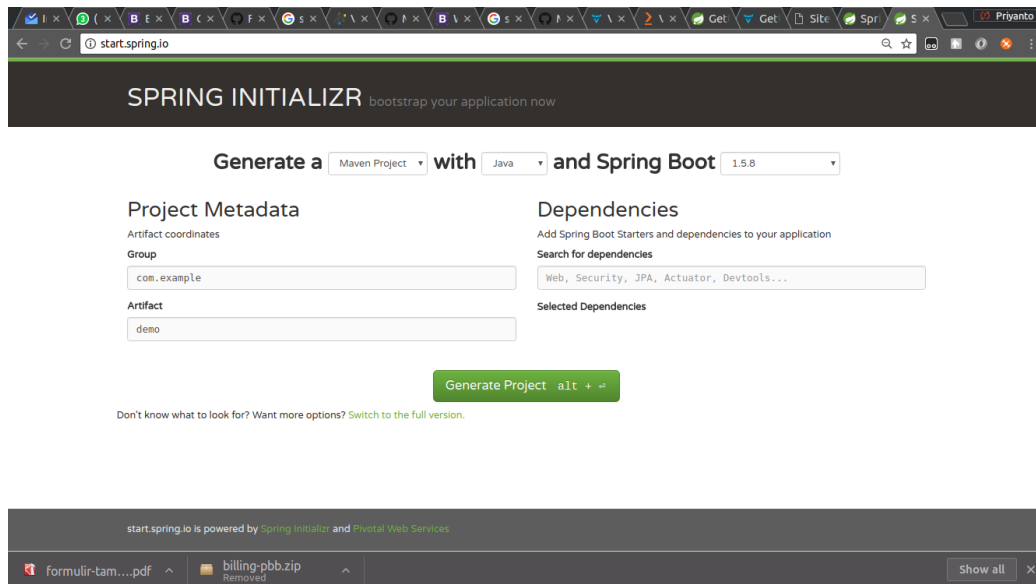 Priyanto
Getl
Getl
Site
Spri
start.spring.io
SPRING INITIALIZR bootstrap your application now
Generate a Maven Project with Java and Spring Boot 1.5.8
Project Metadata
Artifact coordinates
Group
com.example
Artifact
demo
Dependencies
Add Spring Boot Starters and dependencies to your application
Search for dependencies
Web, Security, JPA, Actuator, Devtools...
Selected Dependencies
Generate Project alt + ⏎
Don't know what to look for? Want more options? Switch to the full version.
start.spring.io is powered by Spring Initializr and Pivotal Web Services
formulir-tam....pdf
billing-pbb.zip
Removed
Show all